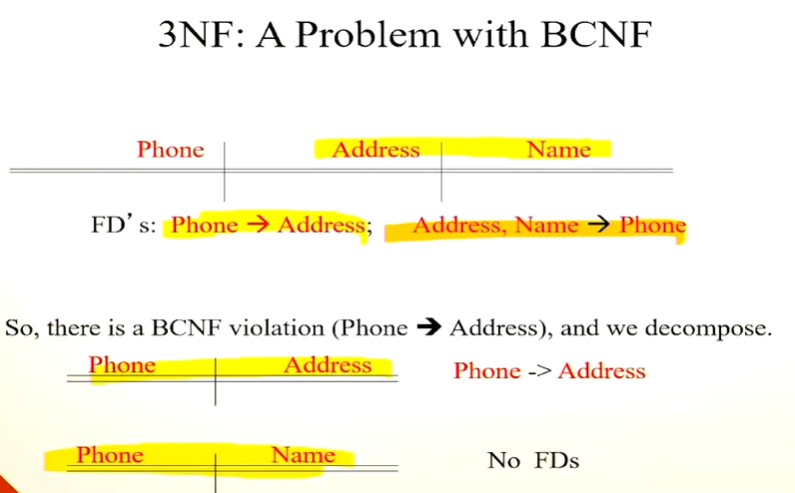 3NF: A Problem with BCNF
Phone Address Name
FD’s: Phone → Address; Address, Name → Phone
So, there is a BCNF violation (Phone → Address), and we decompose.
Phone Address Phone -> Address
Phone Name No FDs